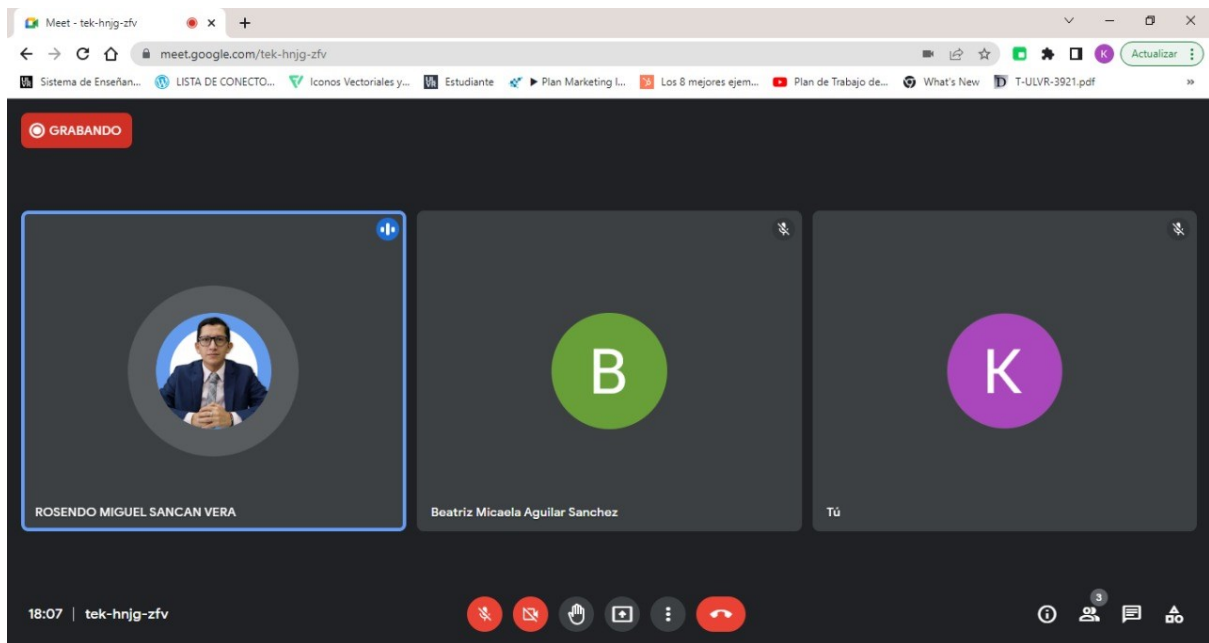 Meet - tek-hnjg-zfv
meet.google.com/tek-hnjg-zfv
K
Actualizar
Sistema de Enseñan...
LISTA DE CONECTO...
Iconos Vectoriales y...
Estudiante
▶ Plan Marketing I...
Los 8 mejores ejem...
Plan de Trabajo de...
What's New
T-ULVR-3921.pdf
»
GRABANDO
B
K
ROSENDO MIGUEL SANCAN VERA
Beatriz Micaela Aguilar Sanchez
Tú
18:07 | tek-hnjg-zfv
3